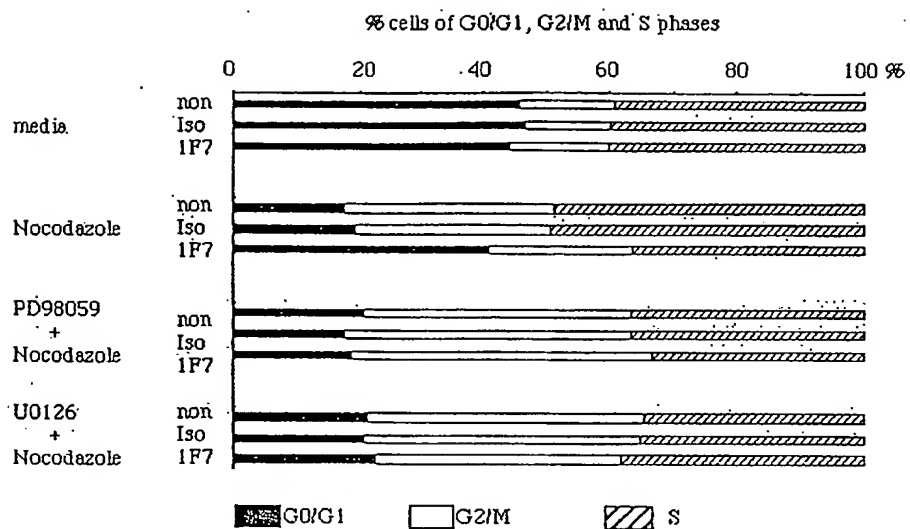 % cells of G0/G1, G2/M and S phases
0 20 40 60 80 100 %
media
non
Iso
1F7
Nocodazole
non
Iso
1F7
PD98059
+
Nocodazole
non
Iso
1F7
U0126
+
Nocodazole
non
Iso
1F7
G0/G1 G2/M S